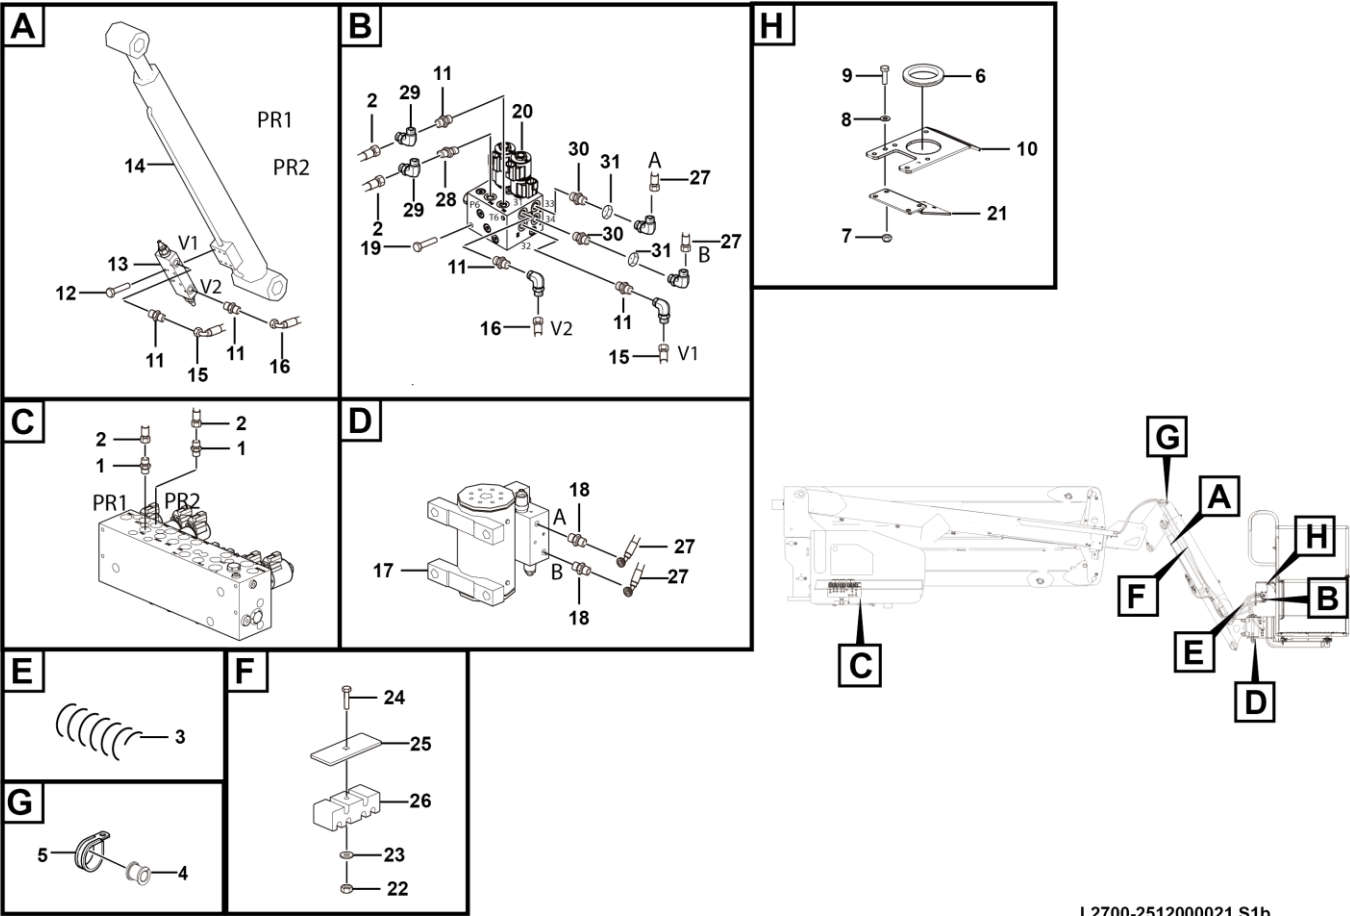 A
PR1
PR2
14
V1
13
V2
12
11
15
11
16
B
2
29
11
20
30
31
A
27
2
29
28
P6
T6
31
33
34
32
19
30
31
27
B
11
16
V2
11
15
V1
H
9
6
8
10
21
7
C
2
2
1
1
PR1
PR2
D
18
A
27
17
B
27
18
E
3
F
24
25
26
23
22
G
5
4
G
A
H
F
B
E
C
D
L2700-2512000021.S1b